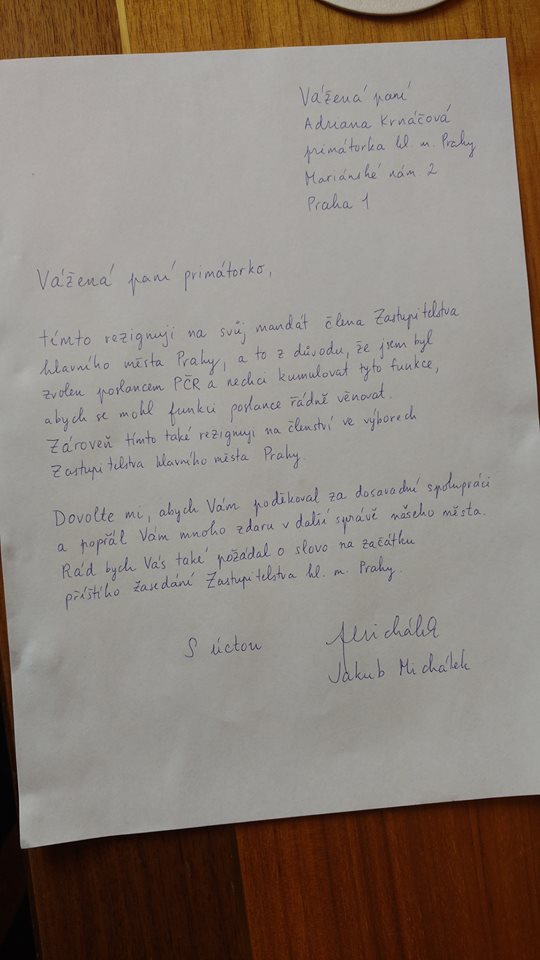 Vážená paní
Adriana Krnáčová
primátorka hl. m. Prahy
Mariánské nám. 2
Praha 1
Vážená paní primátorko,
tímto rezignuji na svůj mandát člena Zastupitelstva
hlavního města Prahy, a to z důvodu, že jsem byl
zvolen poslancem PČR a nechci kumulovat tyto funkce,
abych se mohl funkci poslance řádně věnovat.
Zároveň tímto také rezignuji na členství ve výborech
Zastupitelstva hlavního města Prahy.
Dovolte mi, abych Vám poděkoval za dosavadní spolupráci
a popřál Vám mnoho zdaru v další správě našeho města.
Rád bych Vás také požádal o slovo na začátku
příštího zasedání Zastupitelstva hl. m. Prahy.
S úctou
JMichálek
Jakub Michálek